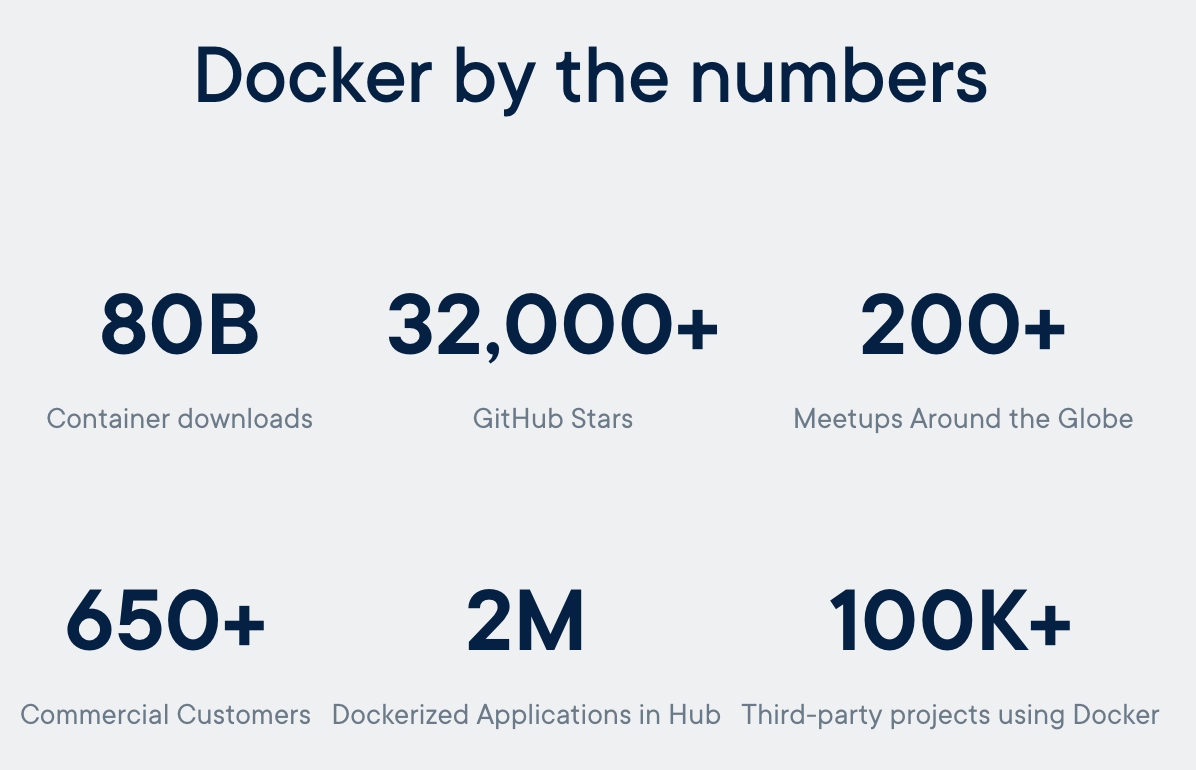 Docker by the numbers
80B
32,000+
200+
Container downloads
GitHub Stars
Meetups Around the Globe
650+
2M
100K+
Commercial Customers
Dockerized Applications in Hub
Third-party projects using Docker